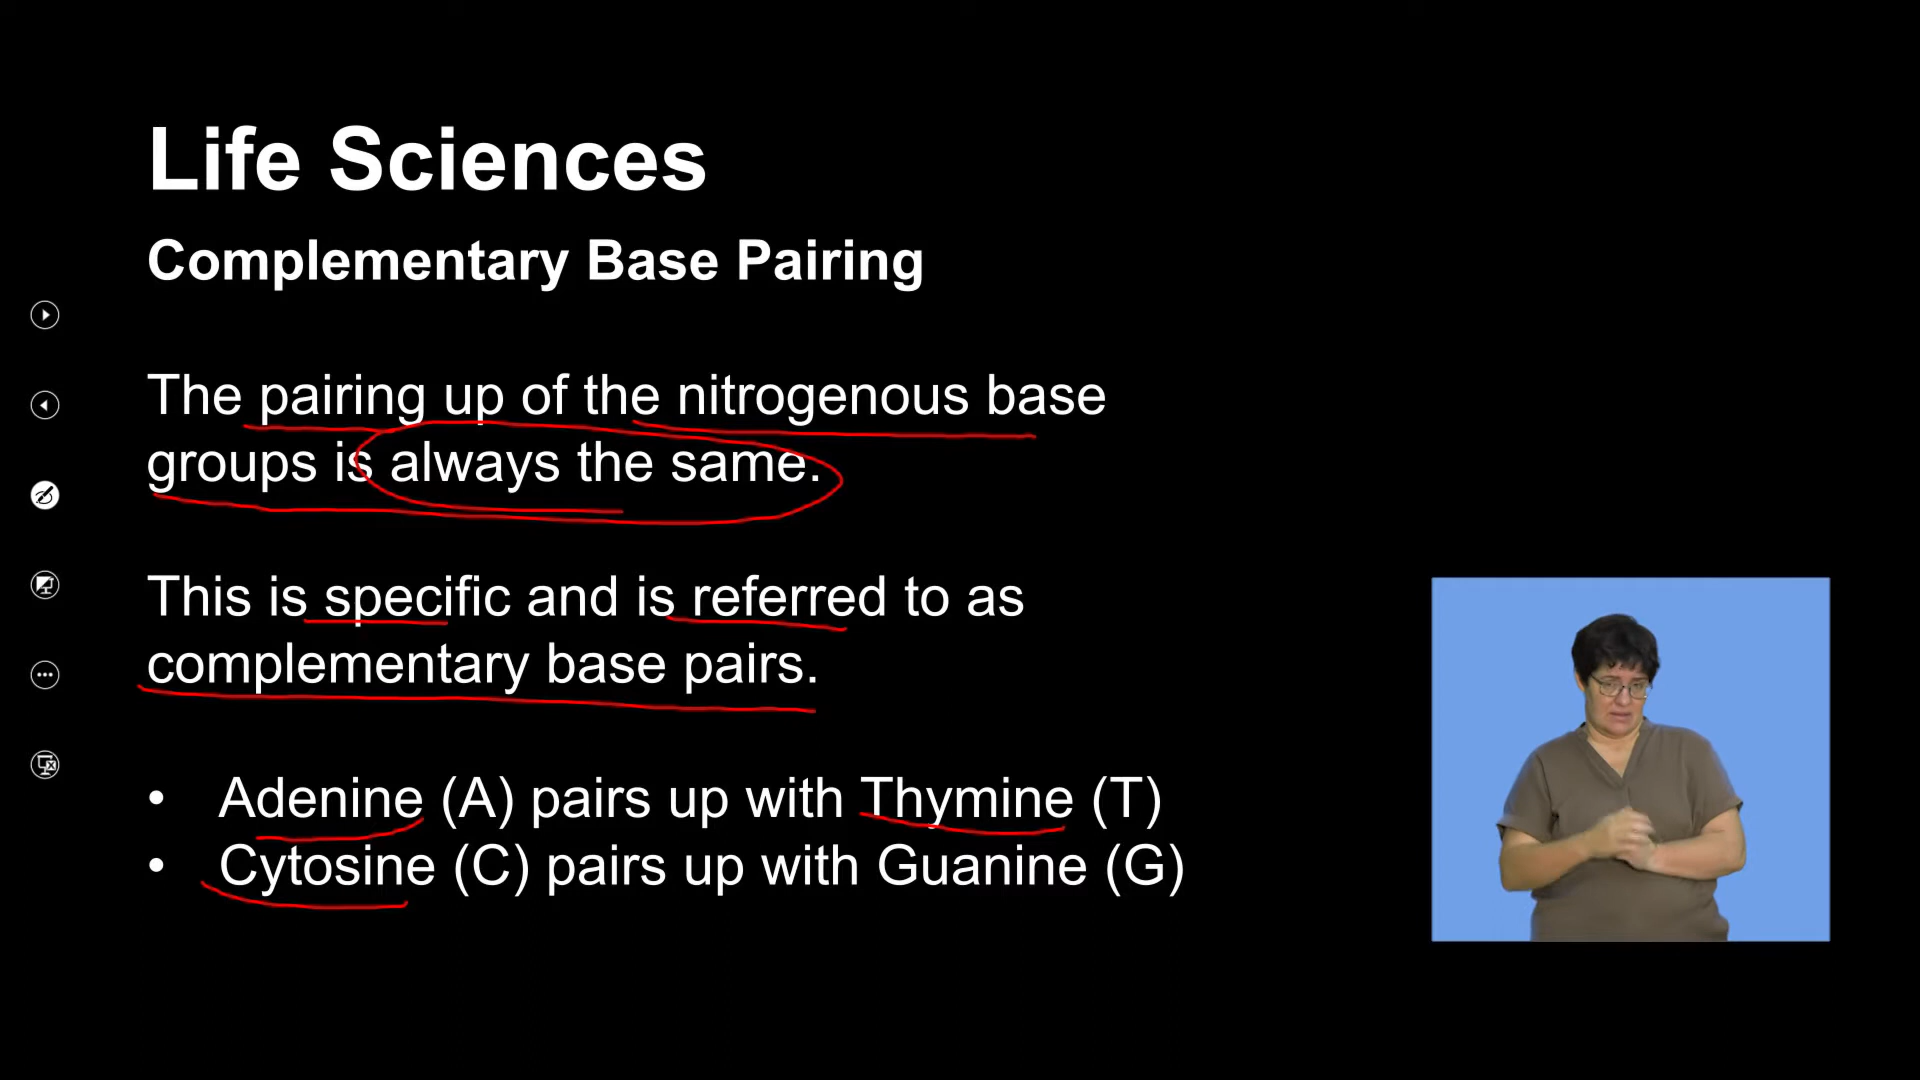 Life Sciences
Complementary Base Pairing
The pairing up of the nitrogenous base
groups is always the same.
This is specific and is referred to as
complementary base pairs.
• Adenine (A) pairs up with Thymine (T)
• Cytosine (C) pairs up with Guanine (G)